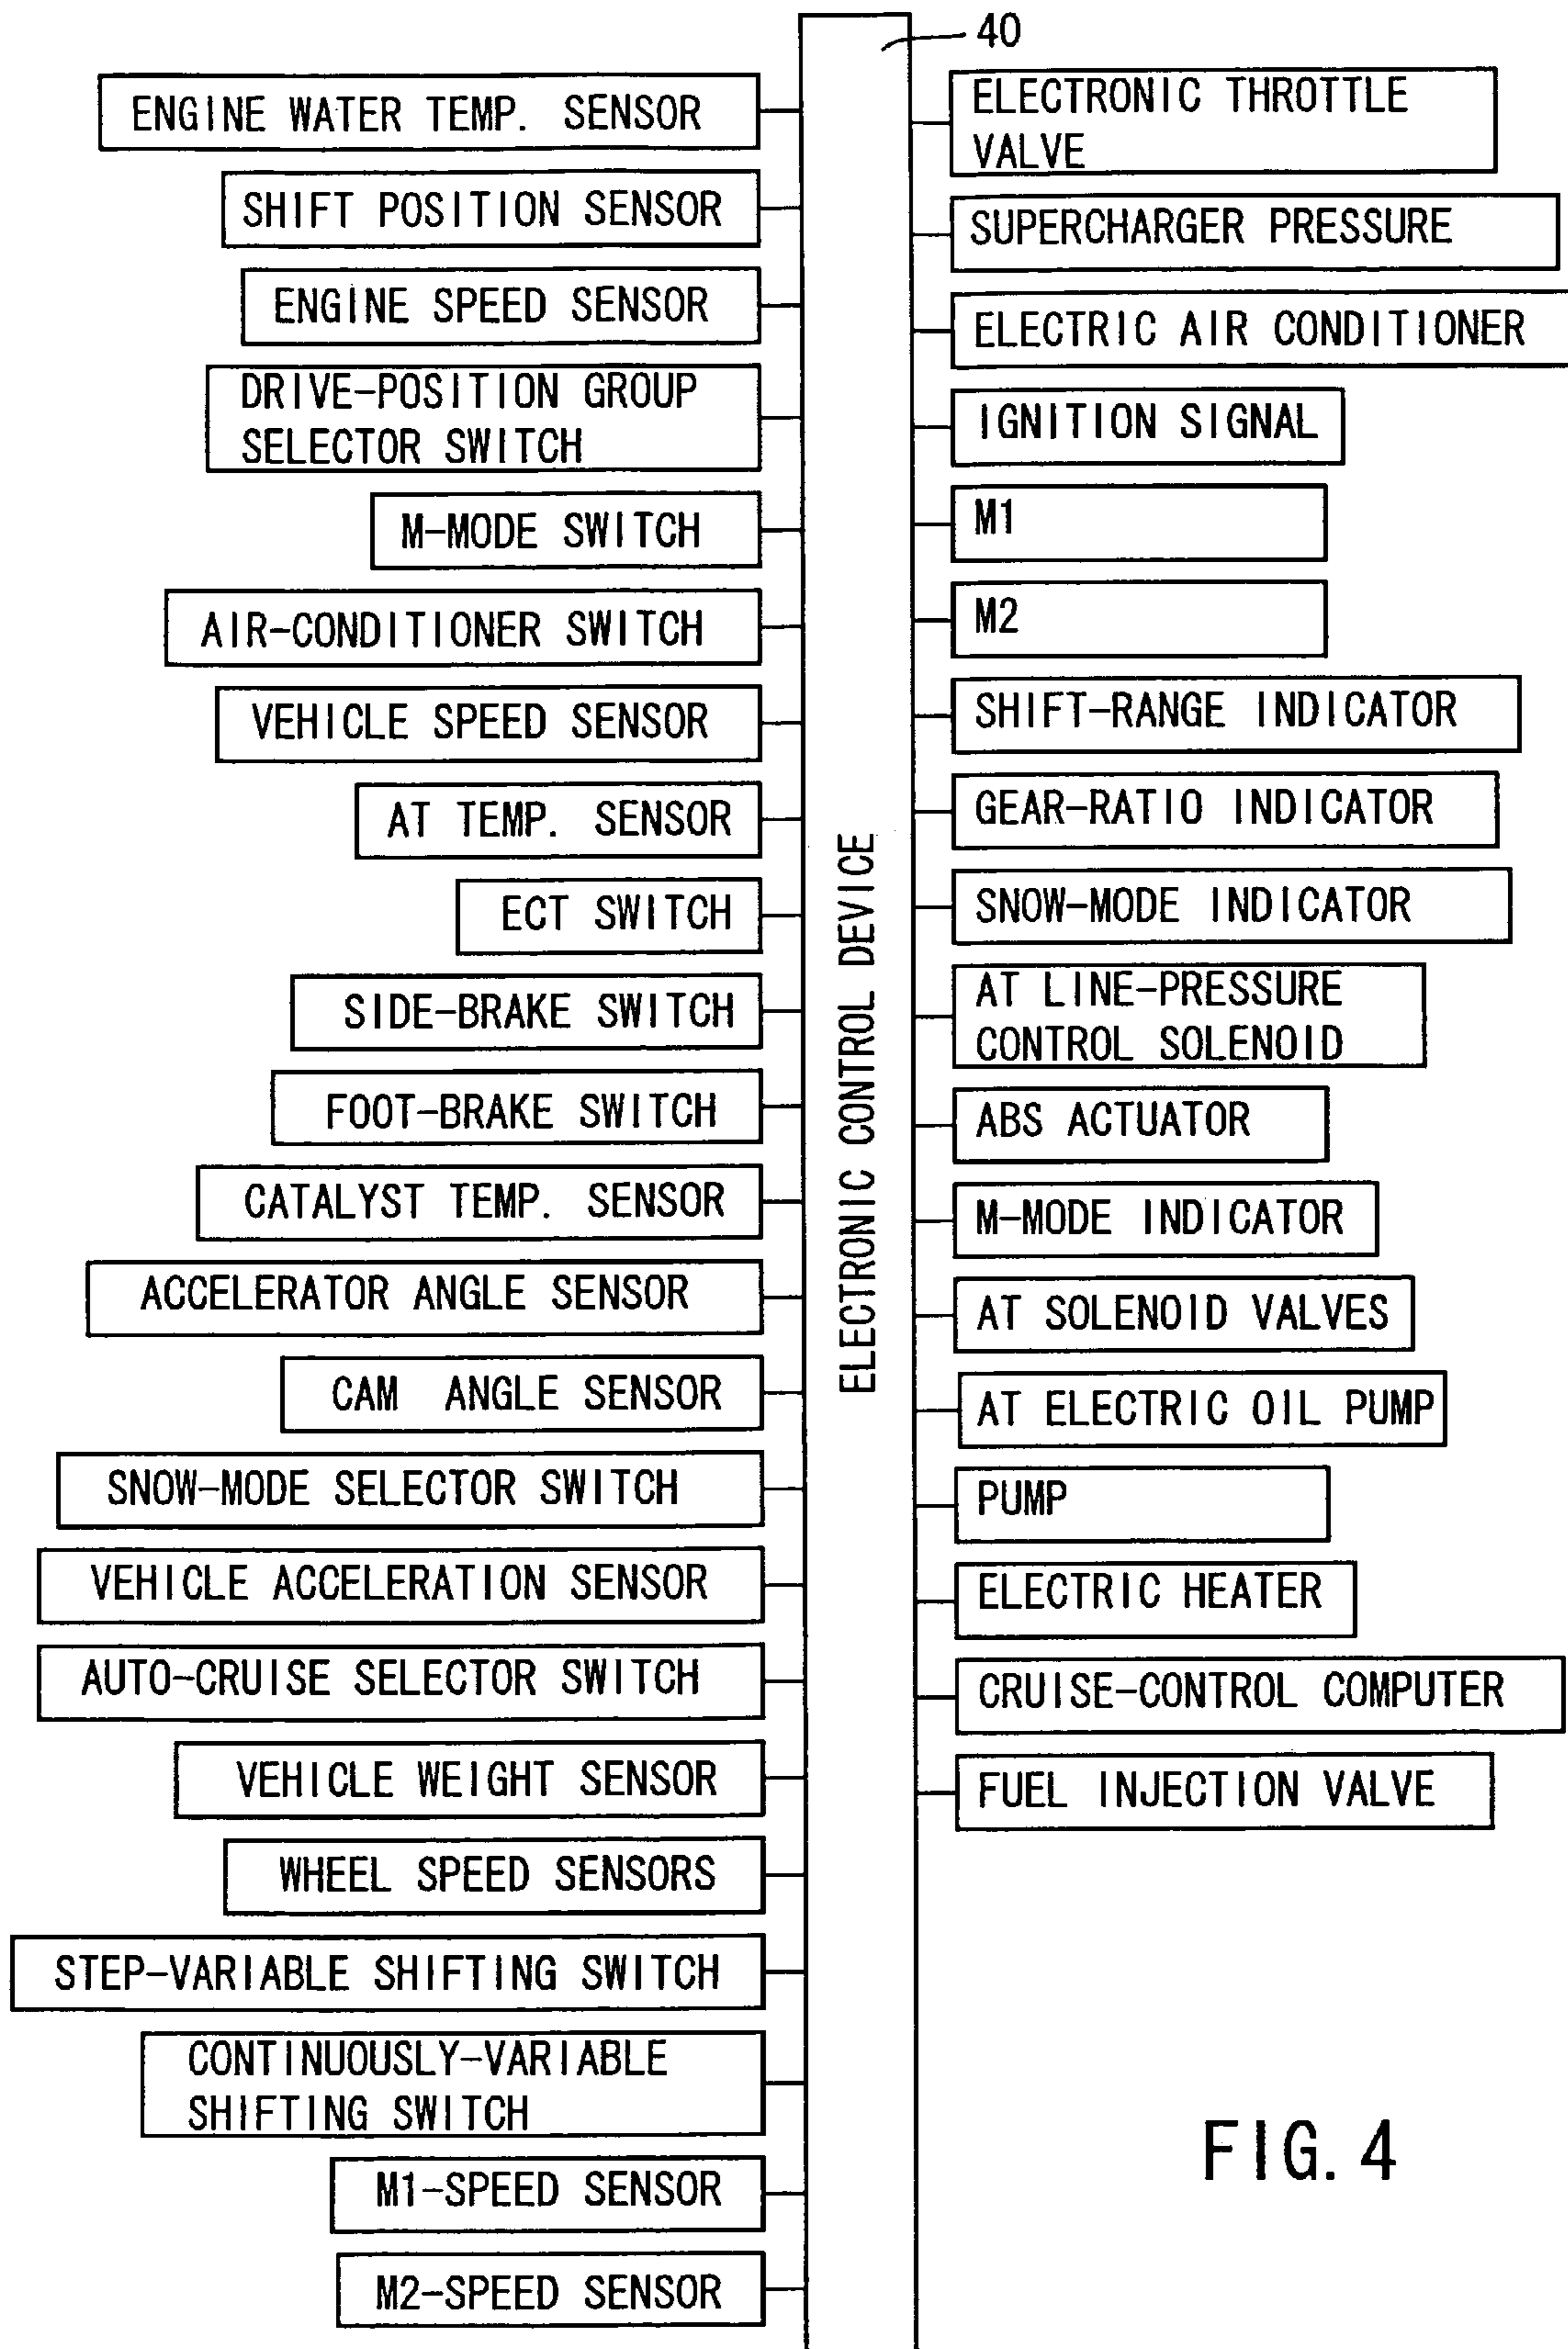 40
ENGINE WATER TEMP. SENSOR
SHIFT POSITION SENSOR
ENGINE SPEED SENSOR
DRIVE-POSITION GROUP
SELECTOR SWITCH
M-MODE SWITCH
AIR-CONDITIONER SWITCH
VEHICLE SPEED SENSOR
AT TEMP. SENSOR
ECT SWITCH
SIDE-BRAKE SWITCH
FOOT-BRAKE SWITCH
CATALYST TEMP. SENSOR
ACCELERATOR ANGLE SENSOR
CAM ANGLE SENSOR
SNOW-MODE SELECTOR SWITCH
VEHICLE ACCELERATION SENSOR
AUTO-CRUISE SELECTOR SWITCH
VEHICLE WEIGHT SENSOR
WHEEL SPEED SENSORS
STEP-VARIABLE SHIFTING SWITCH
CONTINUOUSLY-VARIABLE
SHIFTING SWITCH
M1-SPEED SENSOR
M2-SPEED SENSOR
ELECTRONIC CONTROL DEVICE
ELECTRONIC THROTTLE
VALVE
SUPERCHARGER PRESSURE
ELECTRIC AIR CONDITIONER
IGNITION SIGNAL
M1
M2
SHIFT-RANGE INDICATOR
GEAR-RATIO INDICATOR
SNOW-MODE INDICATOR
AT LINE-PRESSURE
CONTROL SOLENOID
ABS ACTUATOR
M-MODE INDICATOR
AT SOLENOID VALVES
AT ELECTRIC OIL PUMP
PUMP
ELECTRIC HEATER
CRUISE-CONTROL COMPUTER
FUEL INJECTION VALVE
FIG. 4